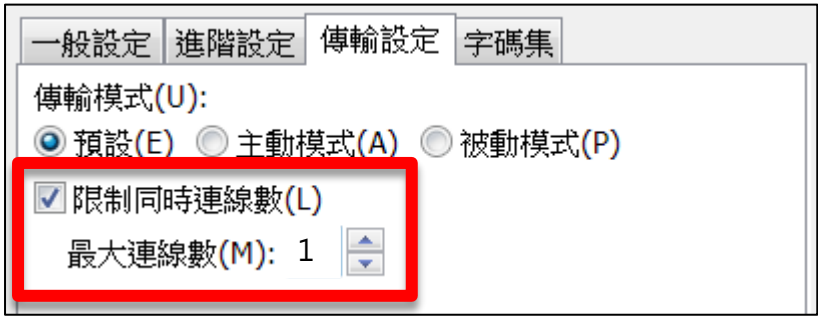 一般設定 進階設定 傳輸設定 字碼集
傳輸模式(U):
預設(E) 主動模式(A) 被動模式(P)
限制同時連線數(L)
最大連線數(M): 1